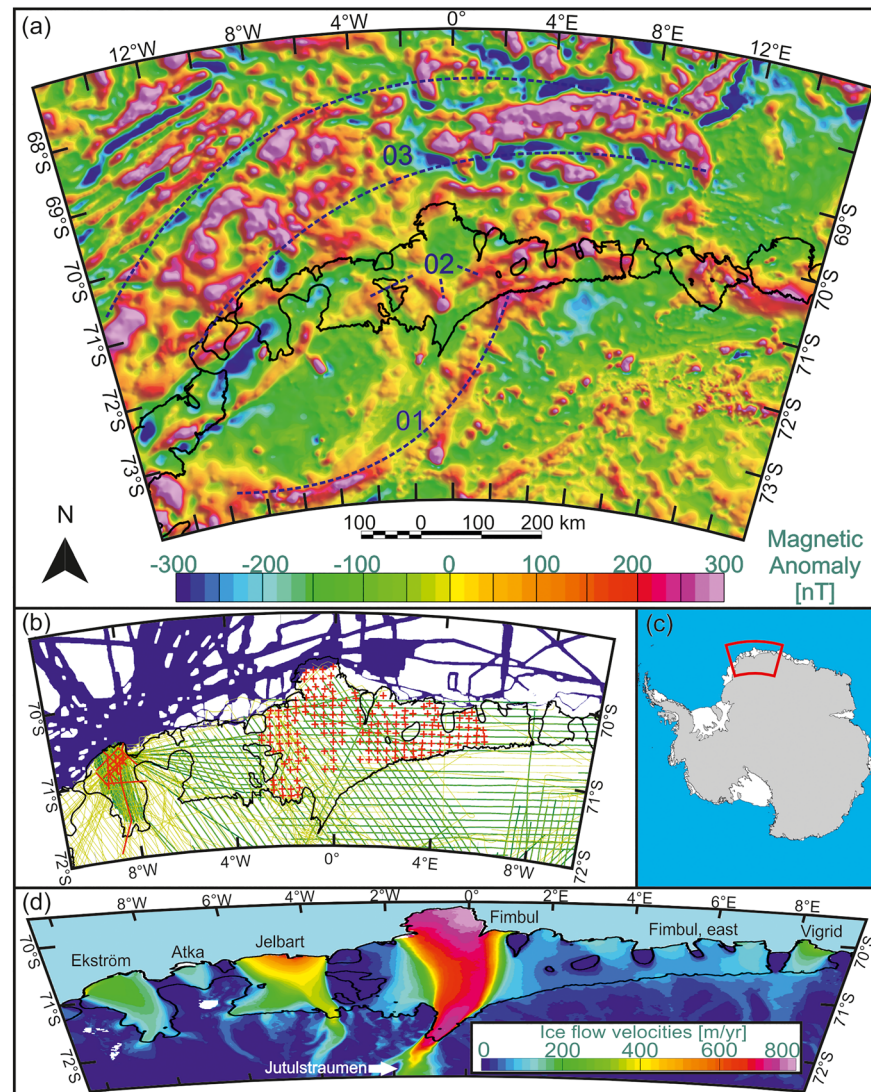 (a)
12°W 8°W 4°W 0° 4°E 8°E 12°E
68°S
69°S
70°S
71°S
72°S
73°S
69°S
70°S
71°S
72°S
73°S
03
02
01
N
100 0 100 200 km
-300 -200 -100 0 100 200 300
Magnetic
Anomaly
[nT]
(b)
70°S
71°S
72°S
70°S
71°S
72°S
8°W 4°W 0° 4°E 8°E
(c)
(d)
8°W 6°W 4°W 2°W 0° 2°E 4°E 6°E 8°E
70°S
71°S
72°S
70°S
71°S
72°S
Ekström
Atka
Jelbart
Fimbul
Fimbul, east
Vigrid
Jutulstraumen
Ice flow velocities [m/yr]
0 200 400 600 800